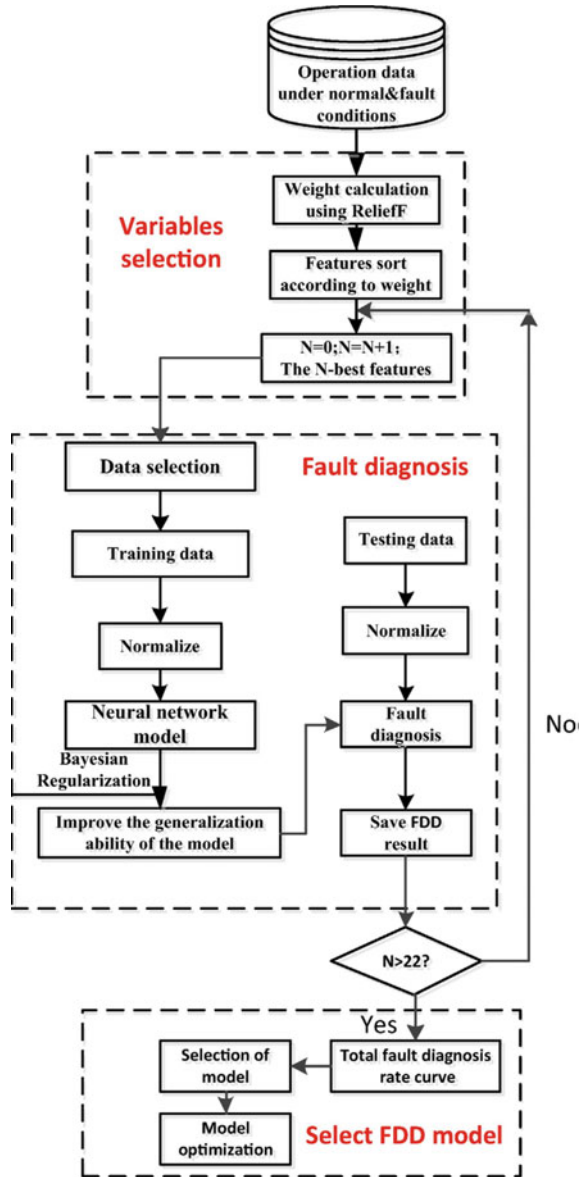 Operation data
under normal&fault
conditions
Variables
selection
Weight calculation
using ReliefF
Features sort
according to weight
N=0;N=N+1;
The N-best features
Fault diagnosis
Data selection
Training data
Normalize
Neural network
model
Bayesian
Regularization
Improve the generalization
ability of the model
Testing data
Normalize
Fault
diagnosis
Save FDD
result
N>22?
Yes
Total fault diagnosis
rate curve
Selection of
model
Model
optimization
Select FDD model